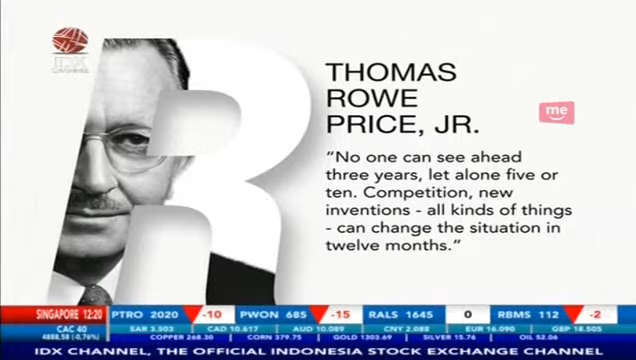 IDX
CHANNEL
THOMAS
ROWE
PRICE, JR.
me
“No one can see ahead
three years, let alone five or
ten. Competition, new
inventions - all kinds of things
- can change the situation in
twelve months.”
SINGAPORE 12:20 PTRO 2020 -10 PWON 685 -15 RALS 1645 0 RBMS 112 -2
CAC 40 SAR 3.503 CAD 10.617 AUD 10.089 CNY 2.088 EUR 16.090 GBP 18.505
4888.58 (-0,76%) COPPER 268.30 CORN 379.75 GOLD 1303.69 SILVER 15.76 OIL 52.06
IDX CHANNEL, THE OFFICIAL INDONESIA STOCK EXCHANGE CHANNEL